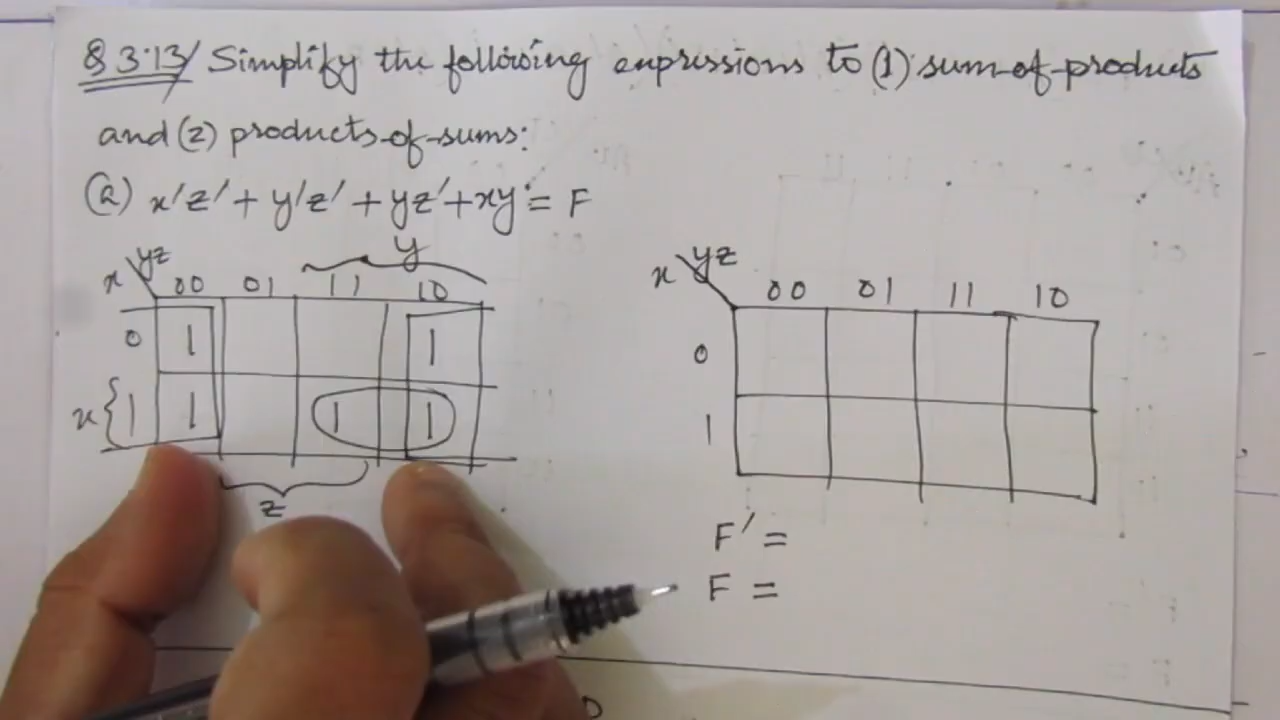 Q 3.13/ Simplify the following expressions to (1) sum-of-products
and (2) products-of-sums:
(a) x'z' + y'z' + yz' + xy = F
x yz y
00 01 11 10
0 1 1
x { 1 1 1 1
z
x yz
00 01 11 10
0
1
F' =
F =